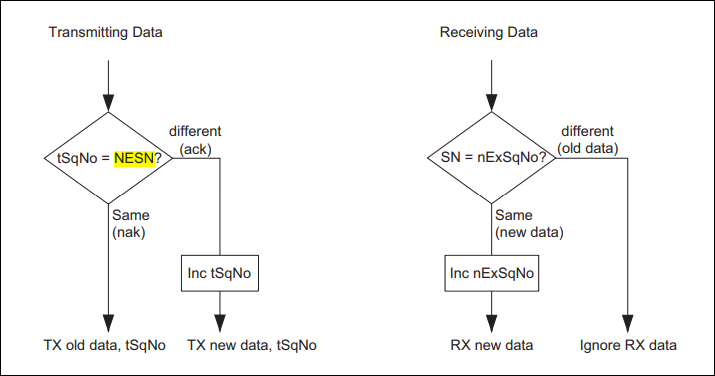 Transmitting Data
tSqNo = NESN?
different
(ack)
Same
(nak)
Inc tSqNo
TX old data, tSqNo
TX new data, tSqNo
Receiving Data
SN = nExSqNo?
different
(old data)
Same
(new data)
Inc nExSqNo
RX new data
Ignore RX data